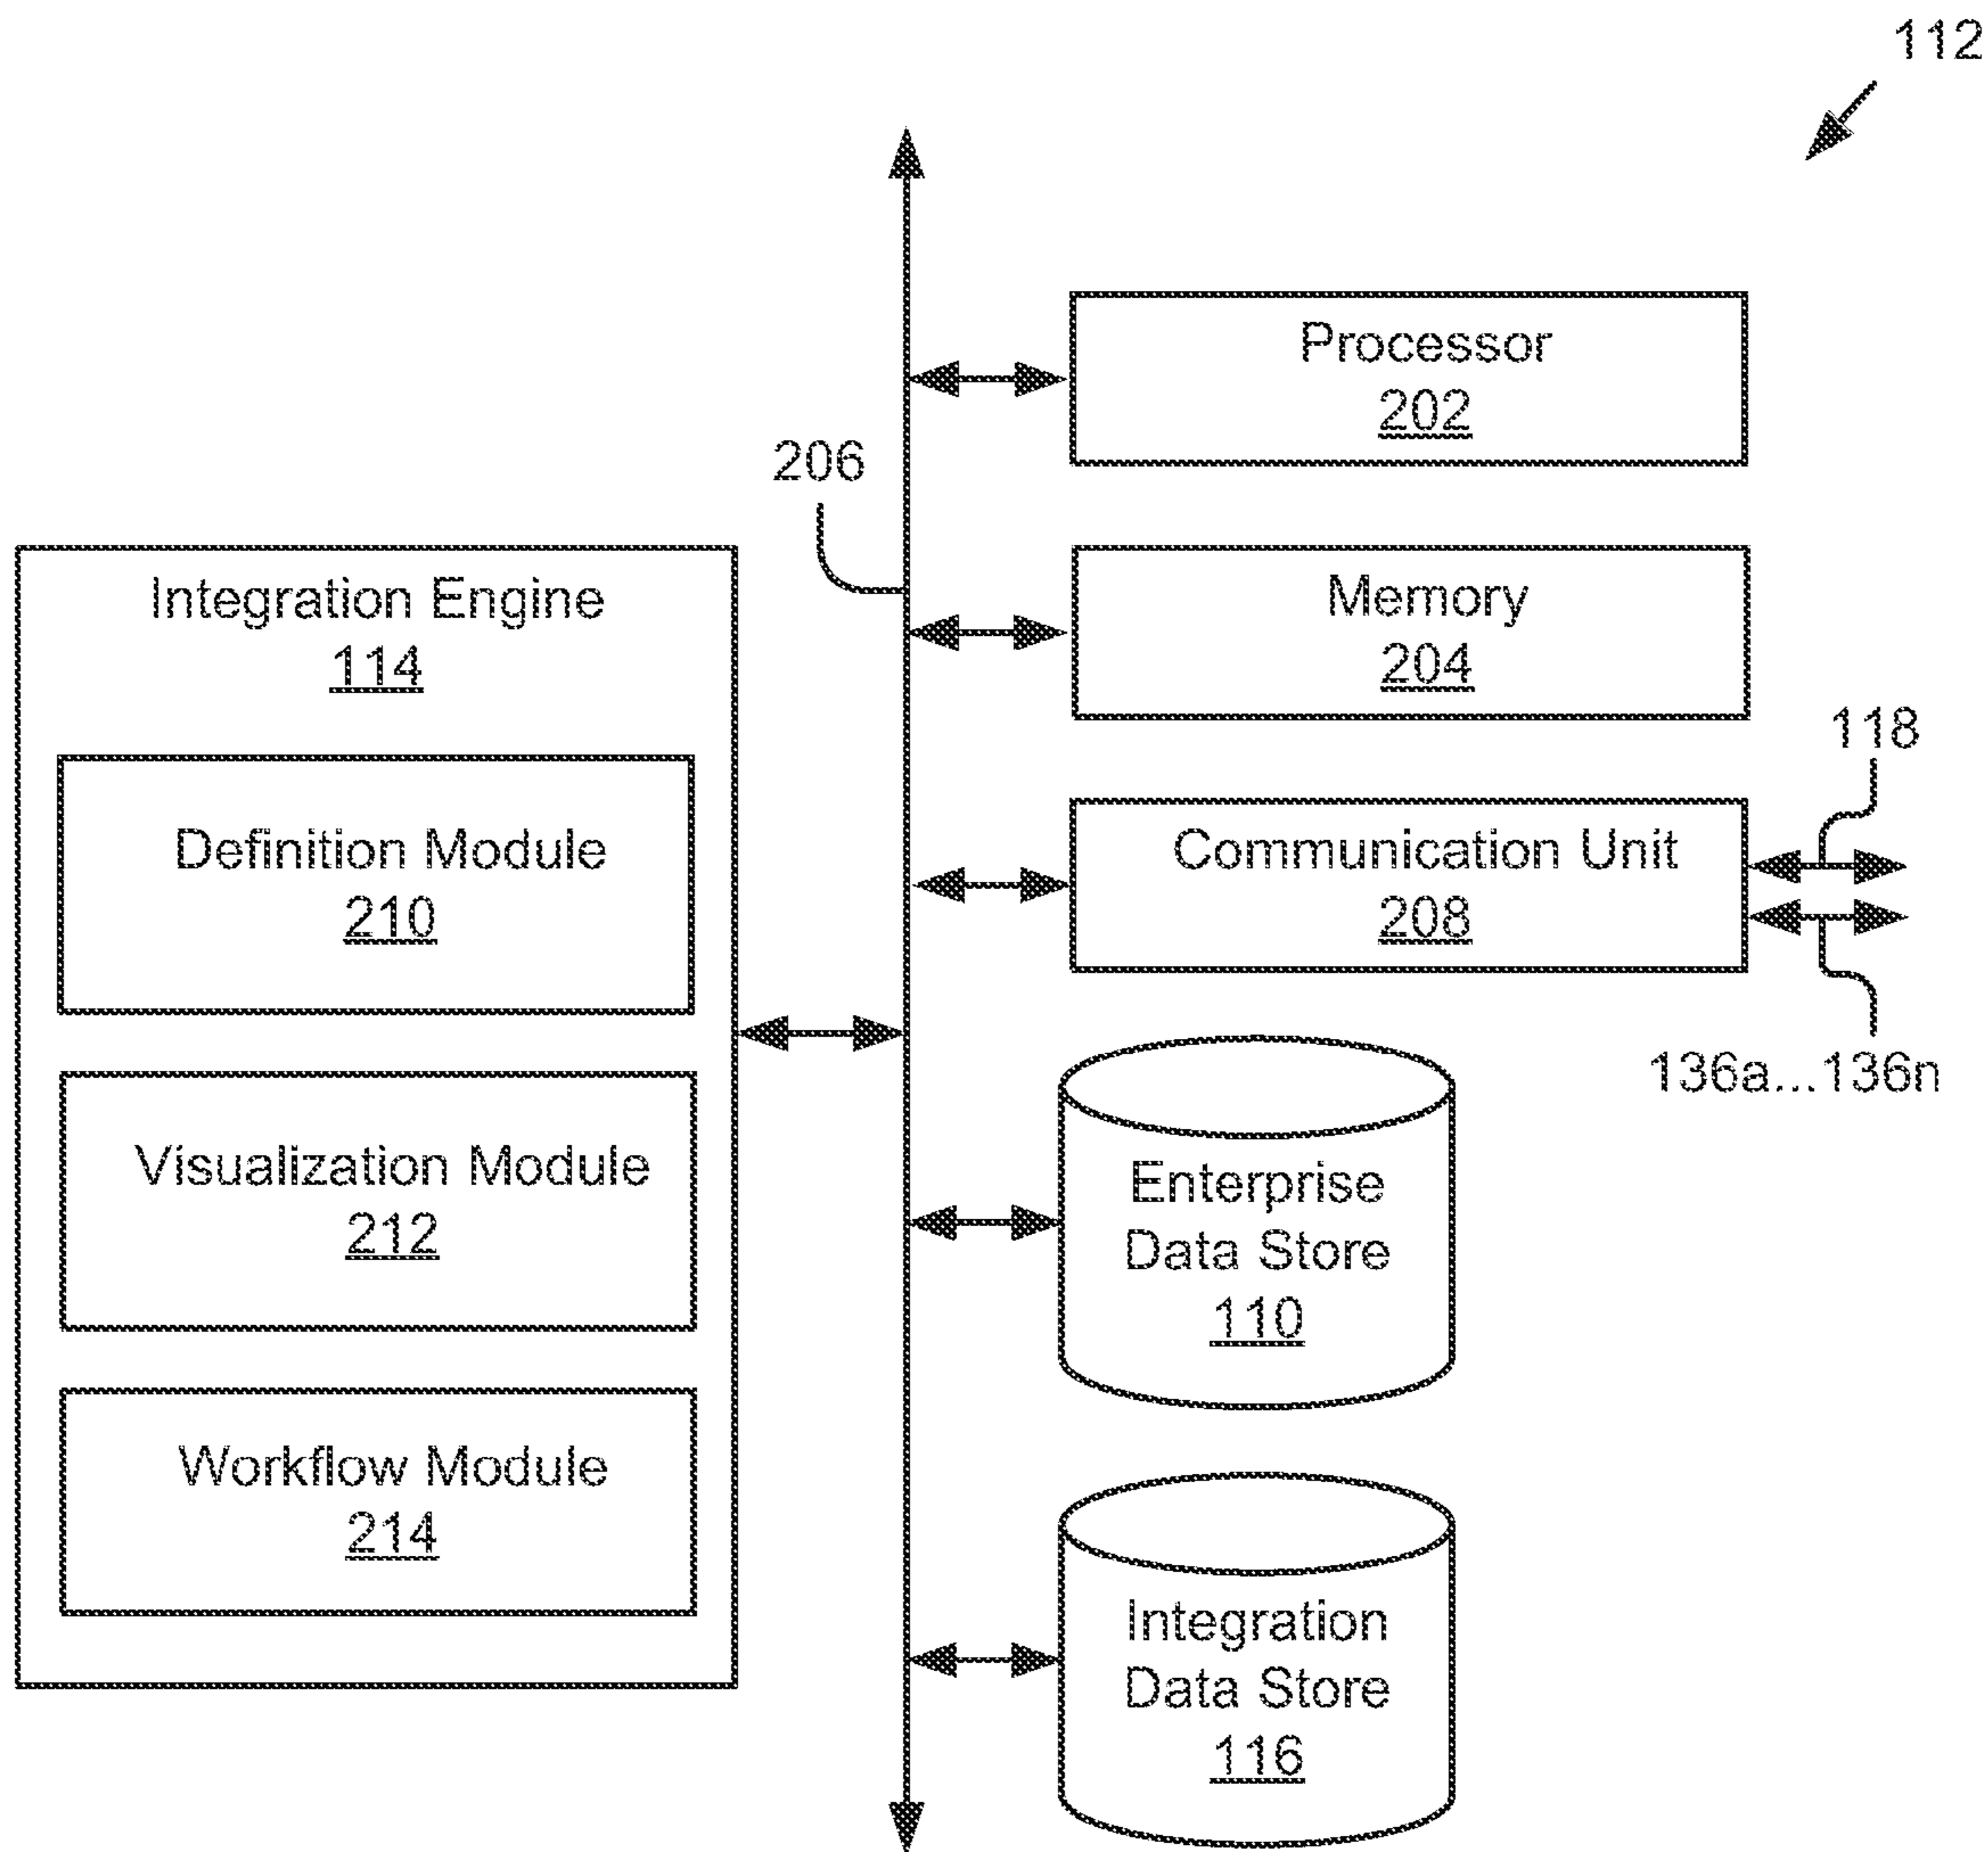 112
Processor
202
206
Integration Engine
114
Memory
204
118
Definition Module
210
Communication Unit
208
136a...136n
Visualization Module
212
Enterprise
Data Store
110
Workflow Module
214
Integration
Data Store
116